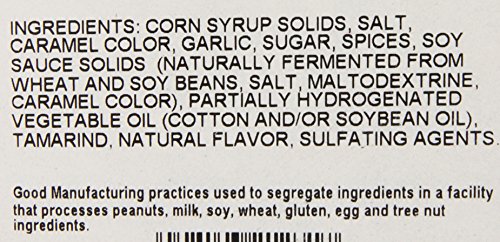 INGREDIENTS: CORN SYRUP SOLIDS, SALT,
CARAMEL COLOR, GARLIC, SUGAR, SPICES, SOY
SAUCE SOLIDS (NATURALLY FERMENTED FROM
WHEAT AND SOY BEANS, SALT, MALTODEXTRINE,
CARAMEL COLOR), PARTIALLY HYDROGENATED
VEGETABLE OIL (COTTON AND/OR SOYBEAN OIL),
TAMARIND, NATURAL FLAVOR, SULFATING AGENTS.
Good Manufacturing practices used to segregate ingredients in a facility
that processes peanuts, milk, soy, wheat, gluten, egg and tree nut
ingredients.